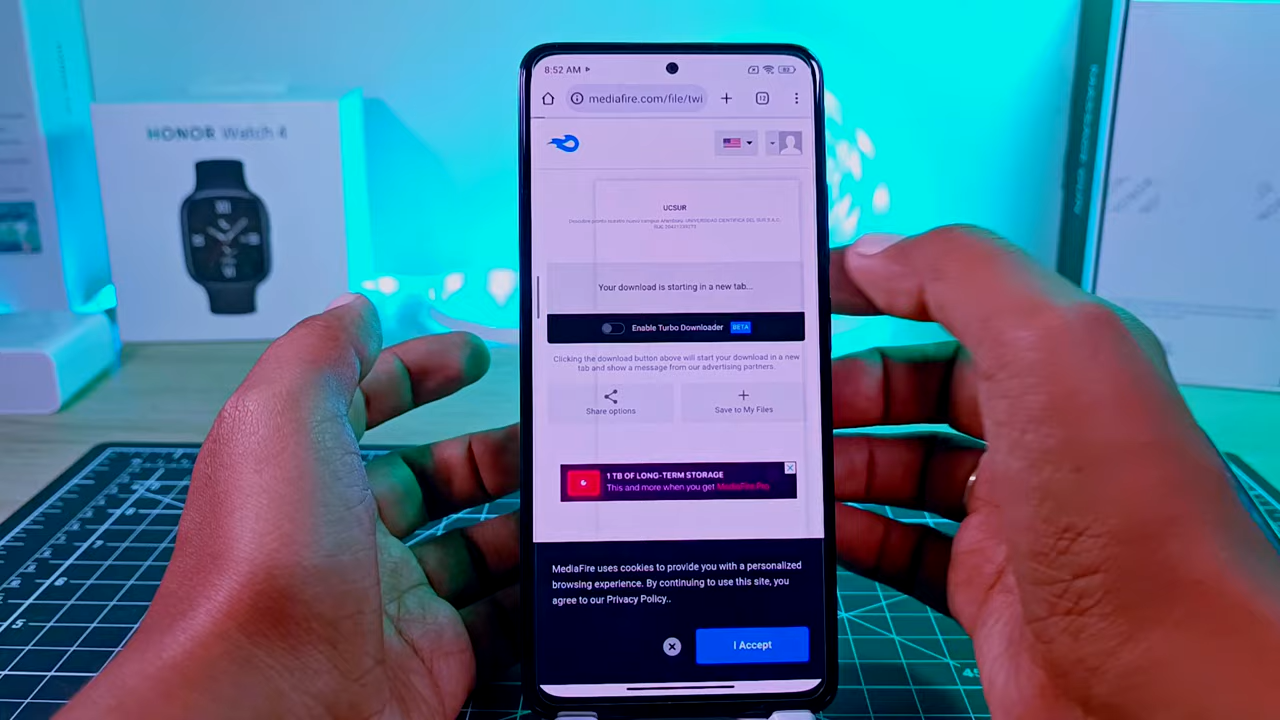 HONOR Watch 4
8:52 AM
82
mediafire.com/file/twi
12
UCSUR
Your download is starting in a new tab...
Enable Turbo Downloader BETA
Clicking the download button above will start your download in a new
tab and show a message from our advertising partners.
Share options
Save to My Files
1 TB OF LONG-TERM STORAGE
This and more when you get MediaFire Pro
MediaFire uses cookies to provide you with a personalized
browsing experience. By continuing to use this site, you
agree to our Privacy Policy..
I Accept